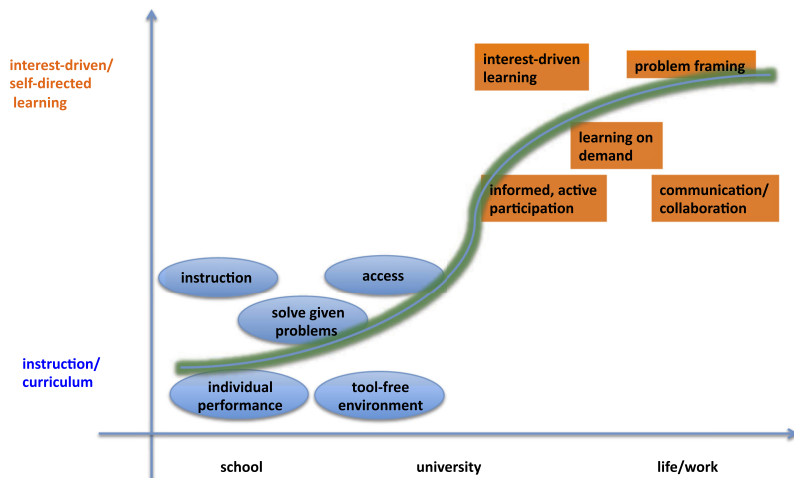 interest-driven/
self-directed
learning
interest-driven
learning
problem framing
learning on
demand
informed, active
participation
communication/
collaboration
instruction
access
solve given
problems
instruction/
curriculum
individual
performance
tool-free
environment
school
university
life/work